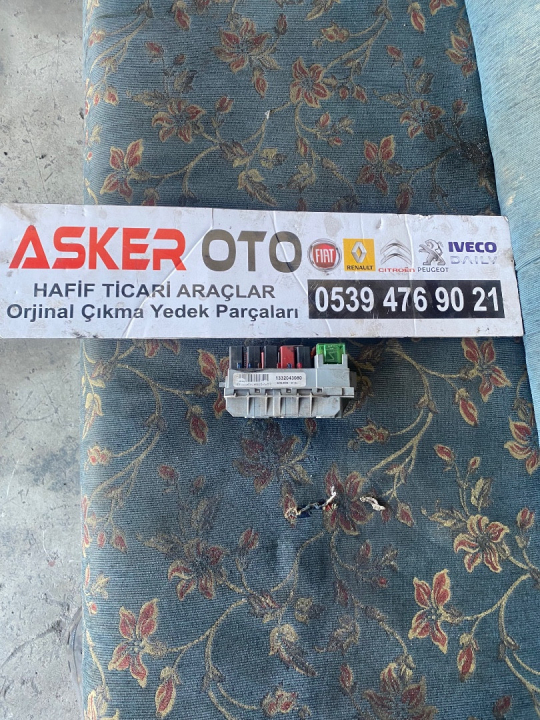 ASKER OTO
FIAT RENAULT CITROËN PEUGEOT IVECO
DAILY
HAFİF TİCARİ ARAÇLAR
Orjinal Çıkma Yedek Parçaları
0539 476 90 21